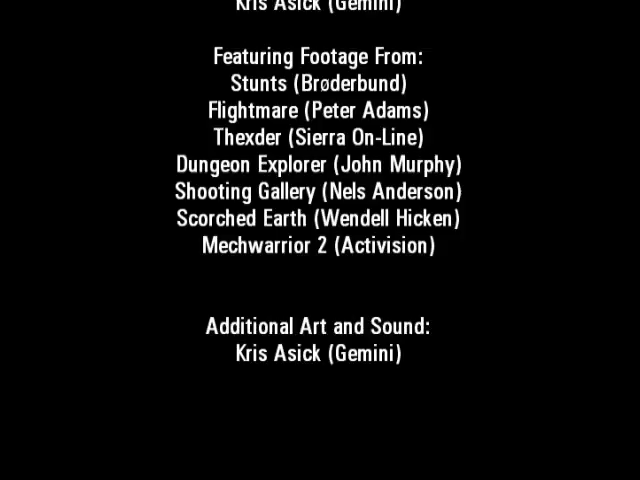 Kris Asick (Gemini)
Featuring Footage From:
Stunts (Brøderbund)
Flightmare (Peter Adams)
Thexder (Sierra On-Line)
Dungeon Explorer (John Murphy)
Shooting Gallery (Nels Anderson)
Scorched Earth (Wendell Hicken)
Mechwarrior 2 (Activision)
Additional Art and Sound:
Kris Asick (Gemini)